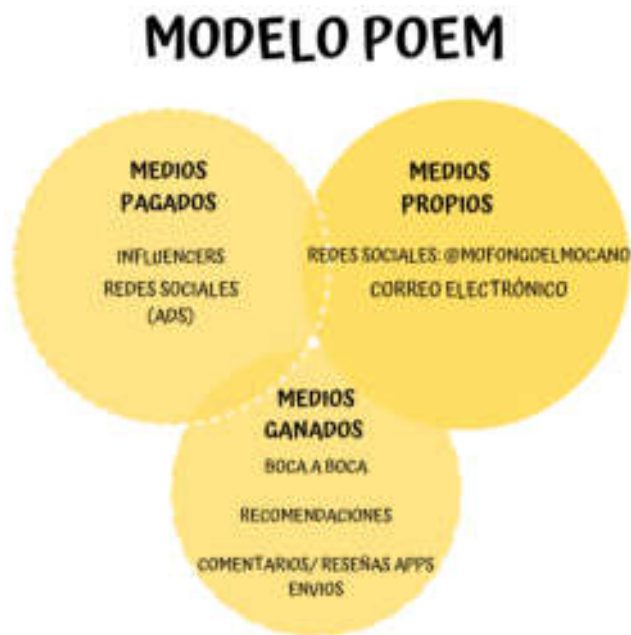 MODELO POEM
MEDIOS
PAGADOS
INFLUENCERS
REDES SOCIALES
(ADS)
MEDIOS
PROPIOS
REDES SOCIALES: @MOFONGOELMOCANO
CORREO ELECTRÓNICO
MEDIOS
GANADOS
BOCA A BOCA
RECOMENDACIONES
COMENTARIOS/ RESEÑAS APPS
ENVIOS